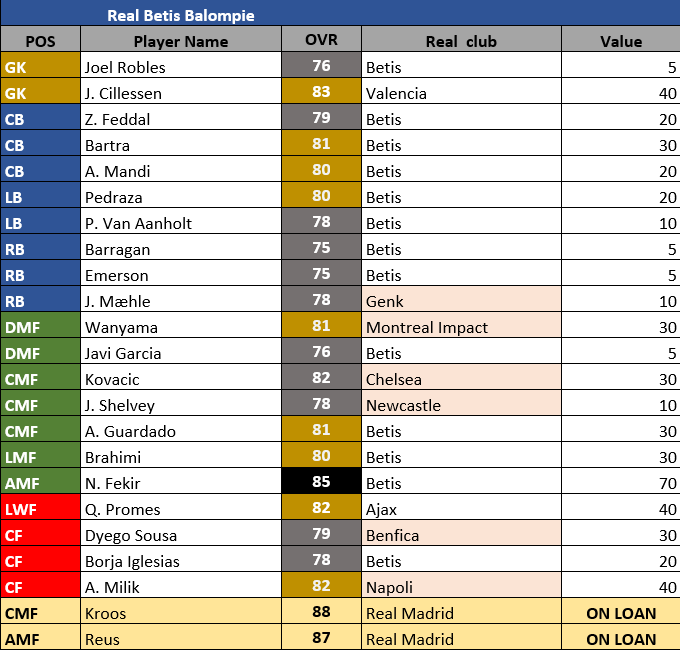 Real Betis Balompie
POS Player Name OVR Real club Value
GK Joel Robles 76 Betis 5
GK J. Cillessen 83 Valencia 40
CB Z. Feddal 79 Betis 20
CB Bartra 81 Betis 30
CB A. Mandi 80 Betis 20
LB Pedraza 80 Betis 20
LB P. Van Aanholt 78 Betis 10
RB Barragan 75 Betis 5
RB Emerson 75 Betis 5
RB J. Mæhle 78 Genk 10
DMF Wanyama 81 Montreal Impact 30
DMF Javi Garcia 76 Betis 5
CMF Kovacic 82 Chelsea 30
CMF J. Shelvey 78 Newcastle 10
CMF A. Guardado 81 Betis 30
LMF Brahimi 80 Betis 30
AMF N. Fekir 85 Betis 70
LWF Q. Promes 82 Ajax 40
CF Dyego Sousa 79 Benfica 30
CF Borja Iglesias 78 Betis 20
CF A. Milik 82 Napoli 40
CMF Kroos 88 Real Madrid ON LOAN
AMF Reus 87 Real Madrid ON LOAN